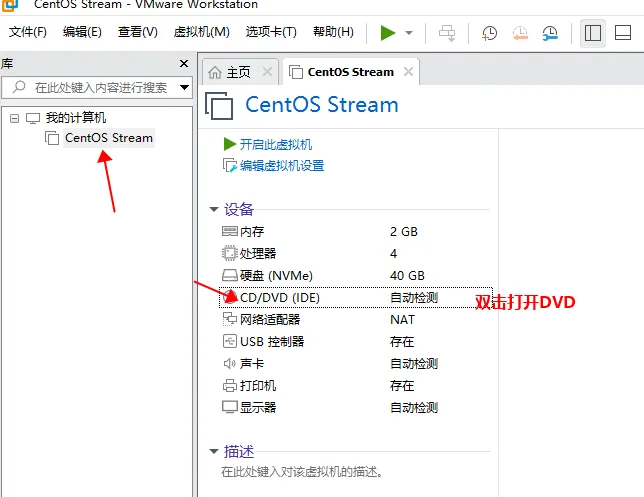 CentOS Stream - VMware Workstation
文件(F) 编辑(E) 查看(V) 虚拟机(M) 选项卡(T) 帮助(H)
库
在此处键入内容进行搜索
我的计算机
CentOS Stream
主页
CentOS Stream
CentOS Stream
开启此虚拟机
编辑虚拟机设置
设备
内存 2 GB
处理器 4
硬盘 (NVMe) 40 GB
CD/DVD (IDE) 自动检测
双击打开DVD
网络适配器 NAT
USB 控制器 存在
声卡 自动检测
打印机 存在
显示器 自动检测
描述
在此处键入对该虚拟机的描述。